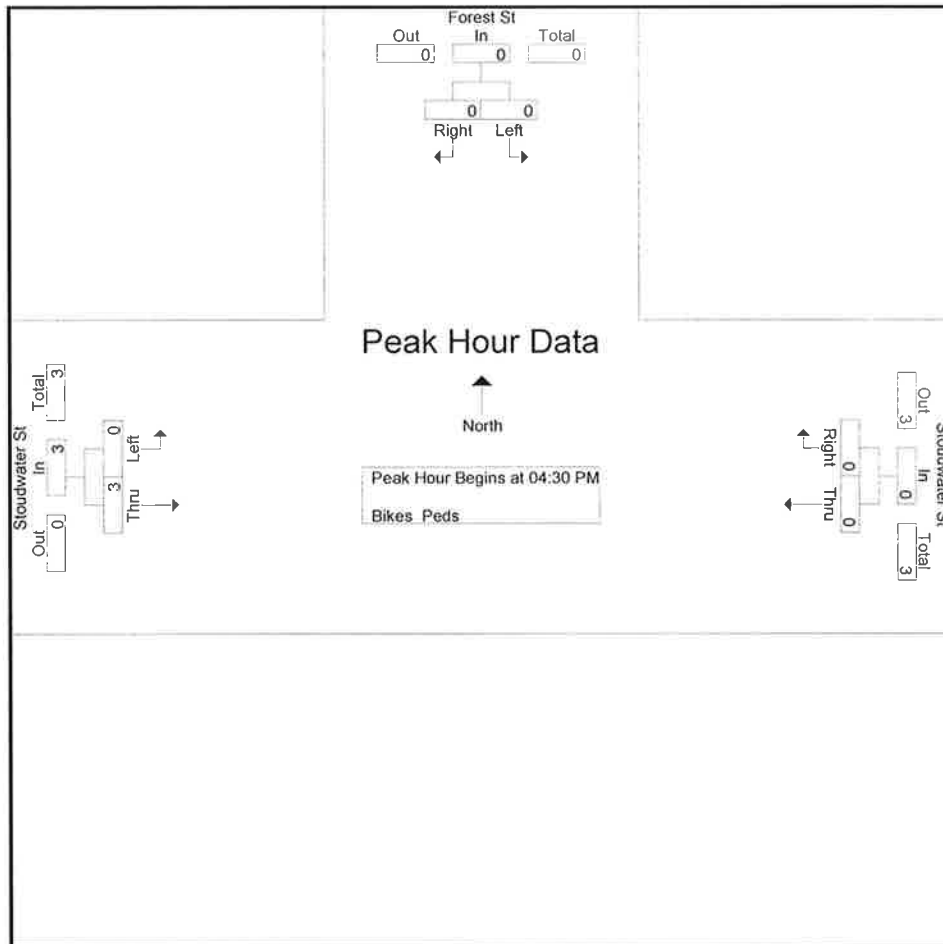 Forest St
Out In Total
0 0 0
0 0
Right Left
Peak Hour Data
North
Peak Hour Begins at 04:30 PM
Bikes Peds
Stoudwater St
Total In Out
3 3 0
0 3
Left Thru
Right Thru
0 0
Out In Total
3 0 3
Stoudwater St